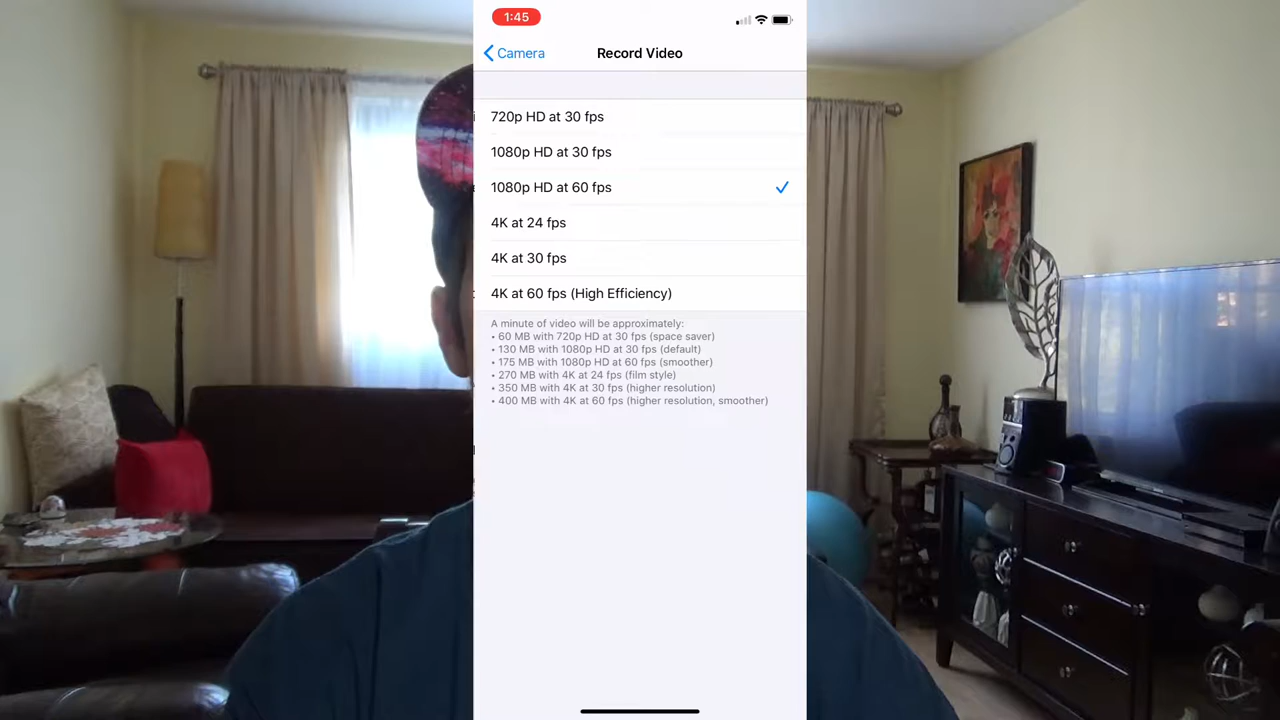 1:45
Camera
Record Video
720p HD at 30 fps
1080p HD at 30 fps
1080p HD at 60 fps
4K at 24 fps
4K at 30 fps
4K at 60 fps (High Efficiency)
A minute of video will be approximately:
• 60 MB with 720p HD at 30 fps (space saver)
• 130 MB with 1080p HD at 30 fps (default)
• 175 MB with 1080p HD at 60 fps (smoother)
• 270 MB with 4K at 24 fps (film style)
• 350 MB with 4K at 30 fps (higher resolution)
• 400 MB with 4K at 60 fps (higher resolution, smoother)